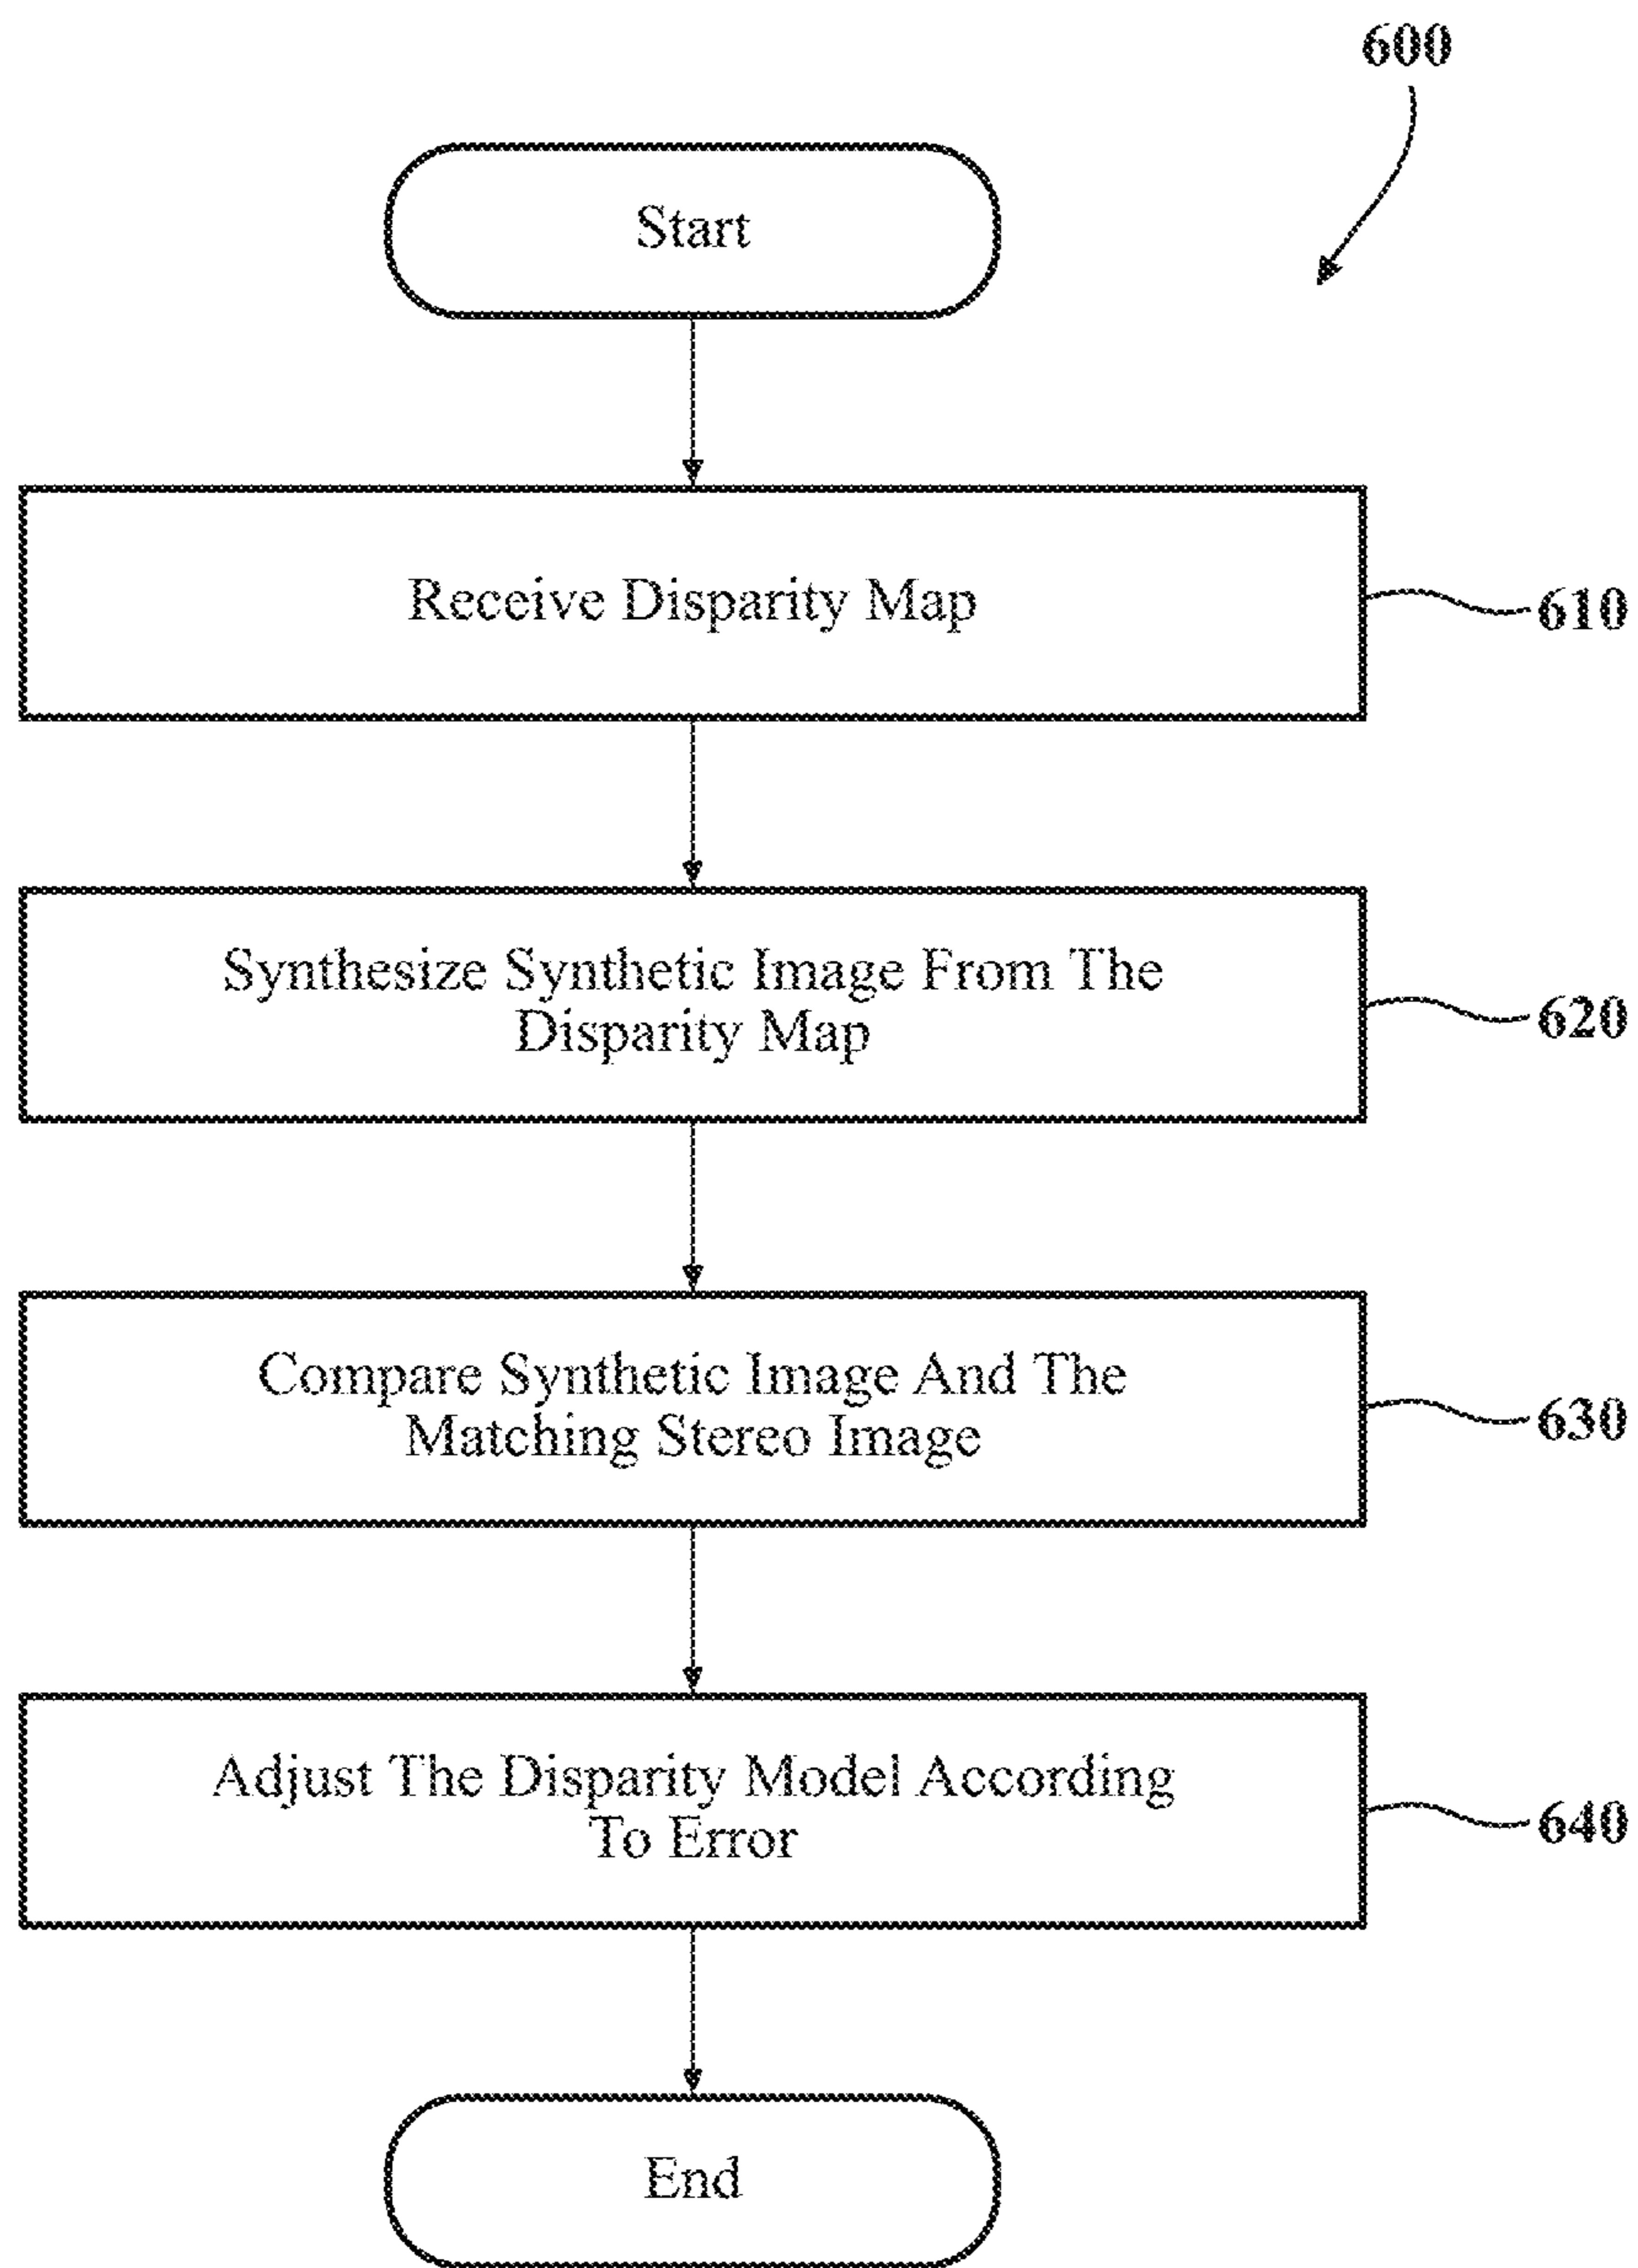 600
Start
Receive Disparity Map
610
Synthesize Synthetic Image From The
Disparity Map
620
Compare Synthetic Image And The
Matching Stereo Image
630
Adjust The Disparity Model According
To Error
640
End